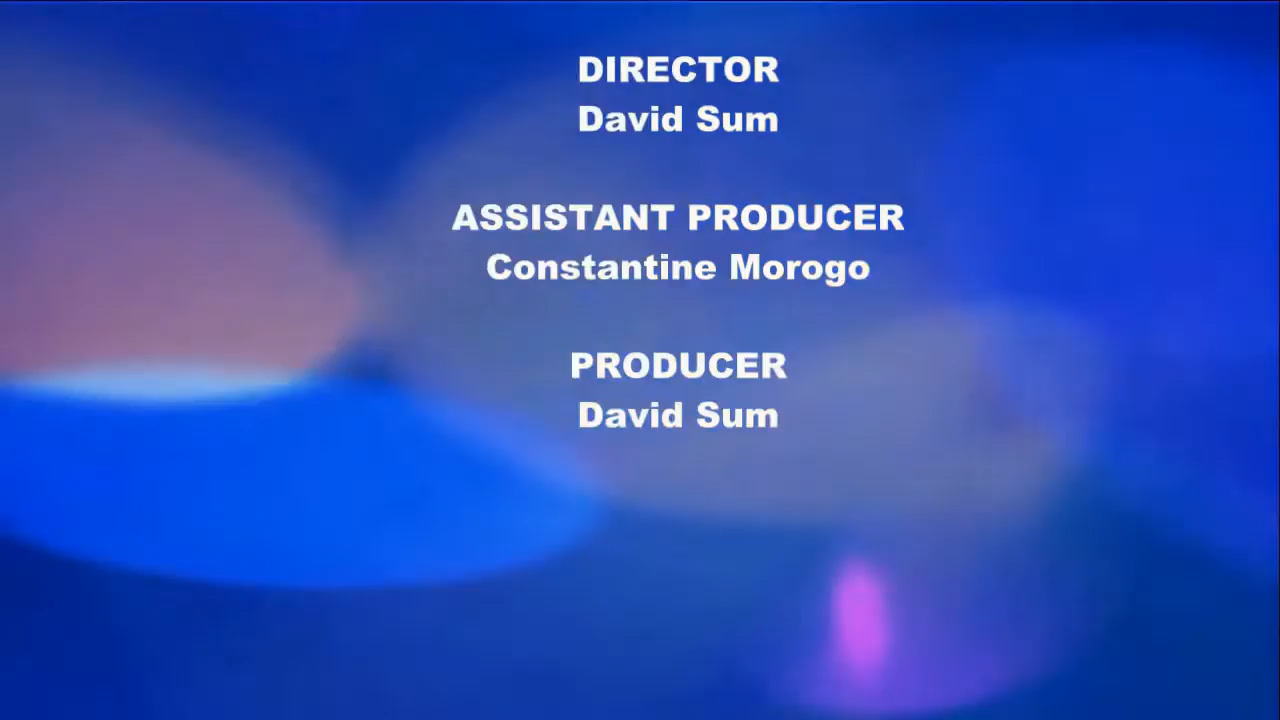 DIRECTOR
David Sum
ASSISTANT PRODUCER
Constantine Morogo
PRODUCER
David Sum